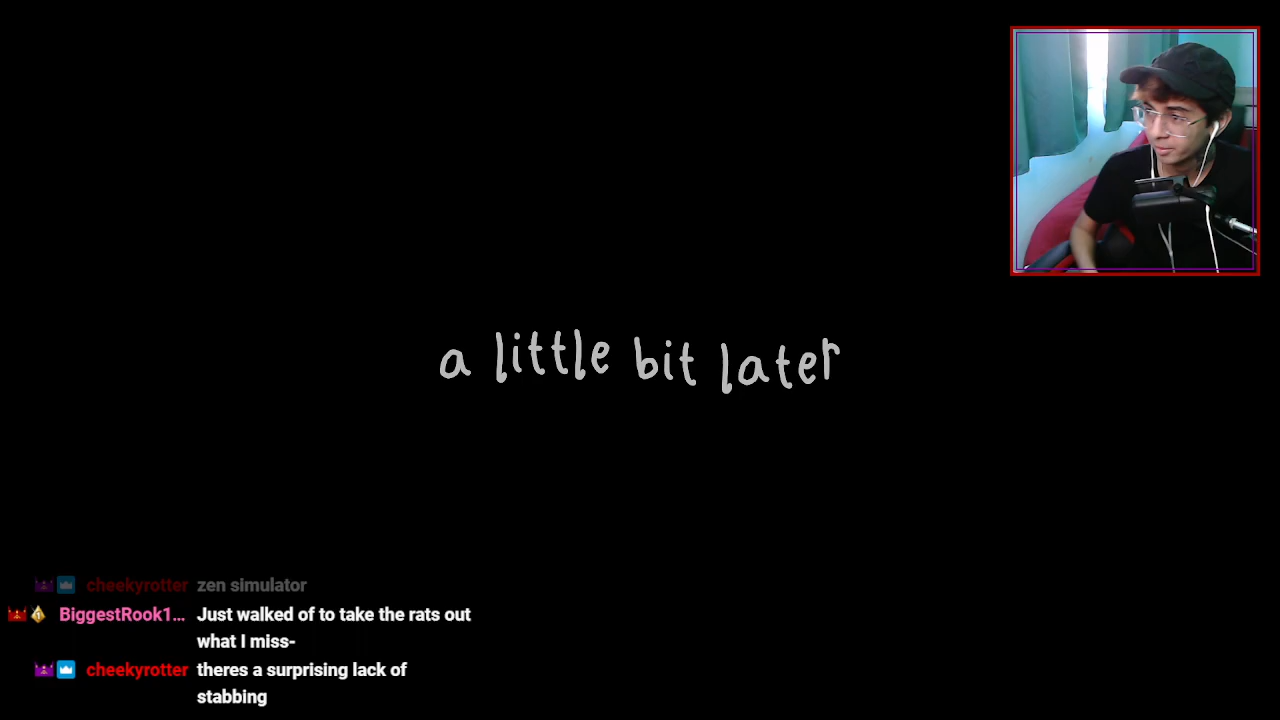 a little bit later
cheekyrotter zen simulator
BiggestRook1... Just walked of to take the rats out
what I miss-
cheekyrotter theres a surprising lack of
stabbing